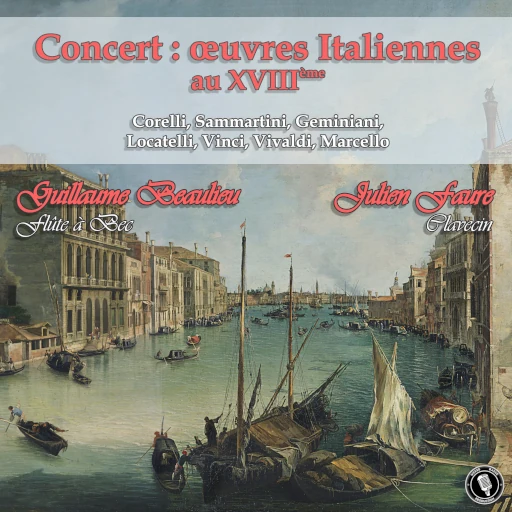 Concert : œuvres Italiennes
au XVIIIème
Corelli, Sammartini, Geminiani,
Locatelli, Vinci, Vivaldi, Marcello
Guillaume Beaulieu
Julien Faure
Flûte à Bec
Clavecin